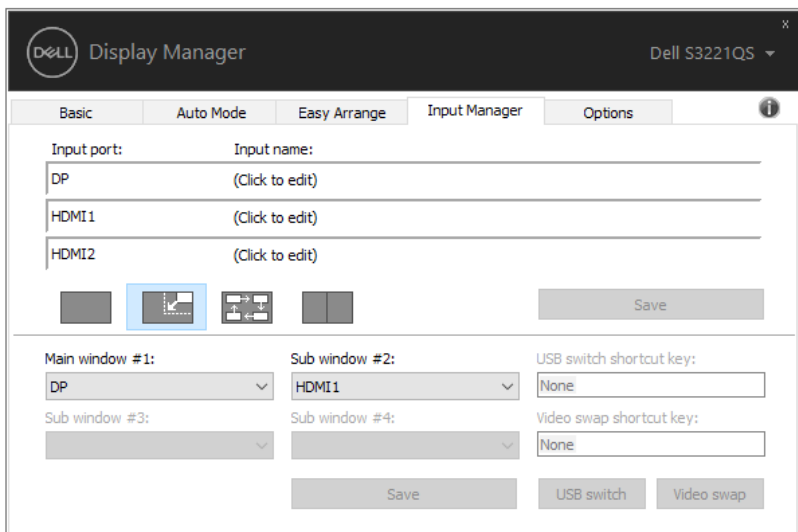 x
DELL Display Manager Dell S3221QS
Basic Auto Mode Easy Arrange Input Manager Options i
Input port: Input name:
DP (Click to edit)
HDMI1 (Click to edit)
HDMI2 (Click to edit)
Save
Main window #1: Sub window #2: USB switch shortcut key:
DP HDMI1 None
Sub window #3: Sub window #4: Video swap shortcut key:
None
Save USB switch Video swap